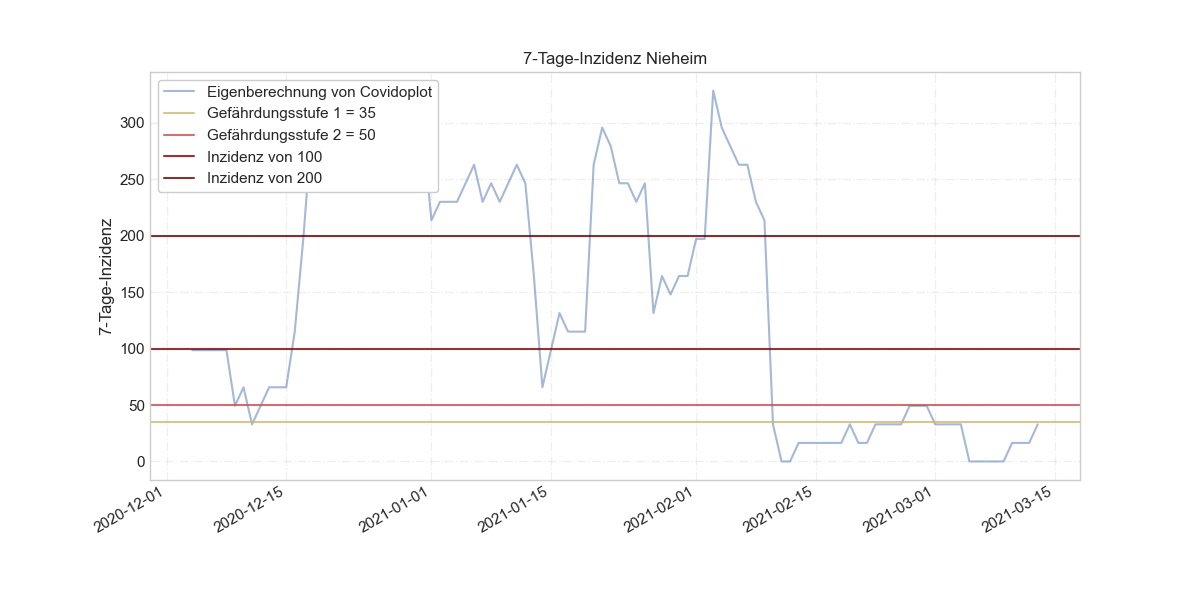 7-Tage-Inzidenz Nieheim
Eigenberechnung von Covidoplot
Gefährdungsstufe 1 = 35
Gefährdungsstufe 2 = 50
Inzidenz von 100
Inzidenz von 200
7-Tage-Inzidenz
300
250
200
150
100
50
0
2020-12-01
2020-12-15
2021-01-01
2021-01-15
2021-02-01
2021-02-15
2021-03-01
2021-03-15